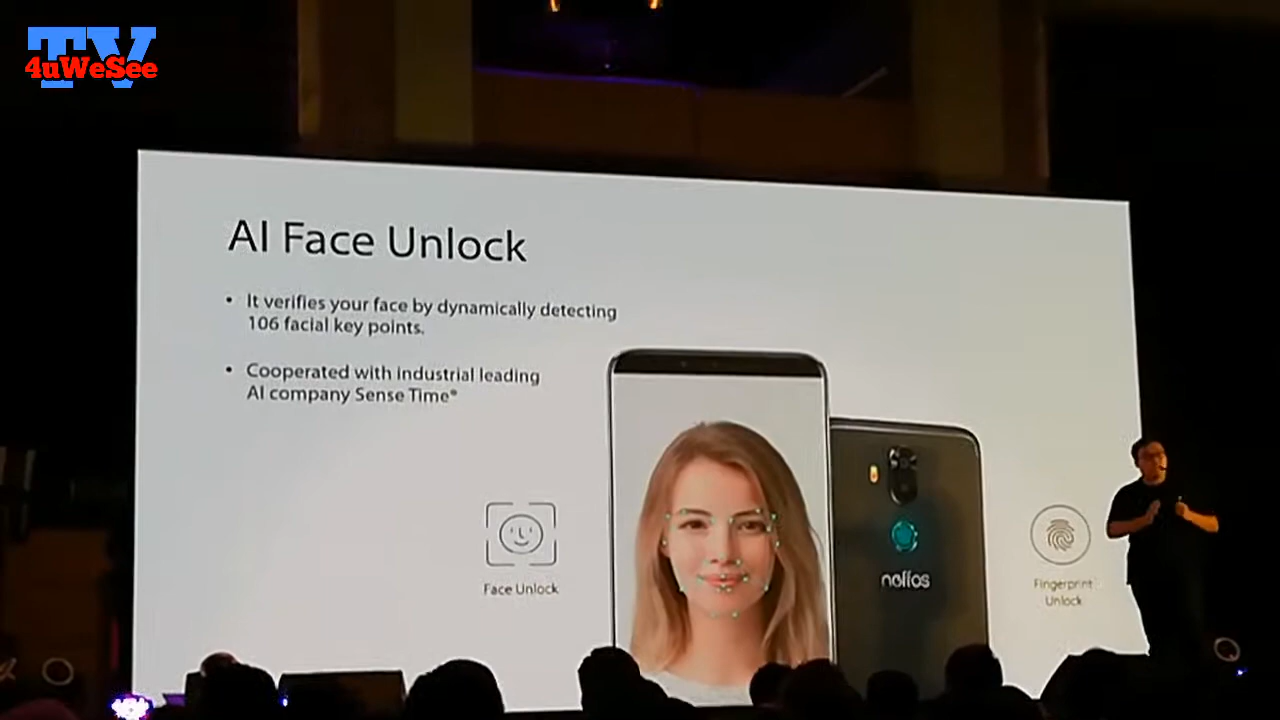 TV
4uWeSee
AI Face Unlock
• It verifies your face by dynamically detecting
106 facial key points.
• Cooperated with industrial leading
AI company Sense Time®
Face Unlock
noffos
Fingerprint
Unlock